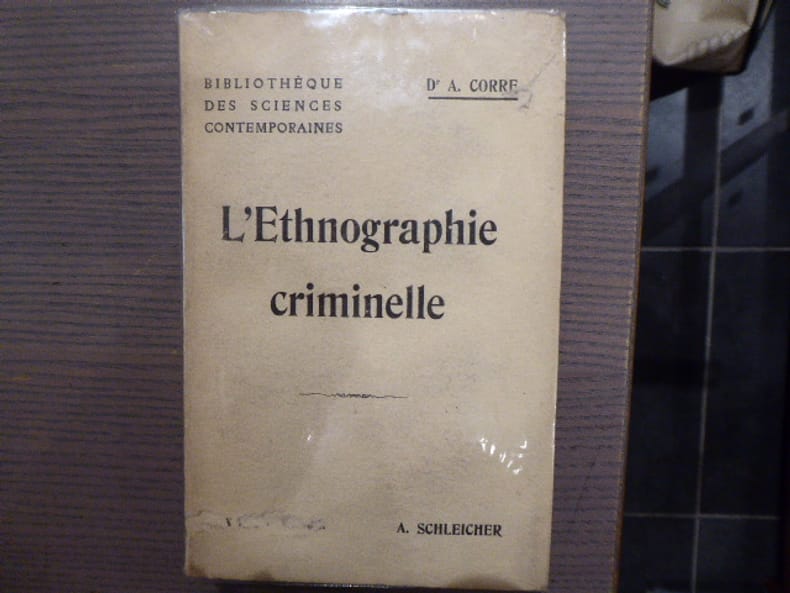 BIBLIOTHÈQUE
DES SCIENCES
CONTEMPORAINES
Dr A. CORRE
L'Ethnographie
criminelle
A. SCHLEICHER